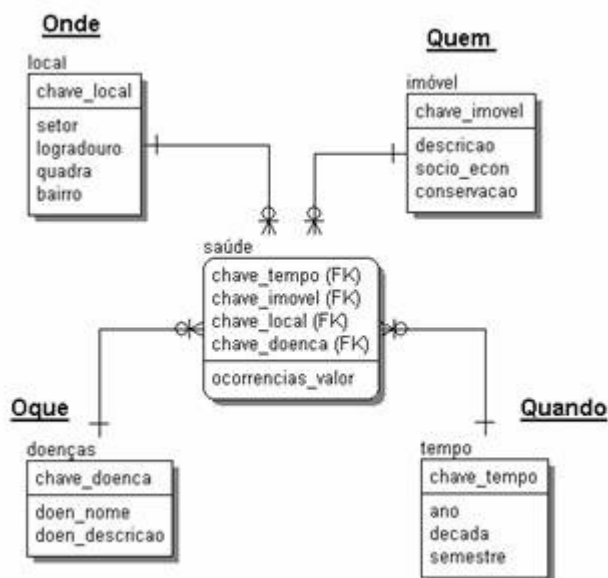 Onde
local
chave_local
setor
logradouro
quadra
bairro
Quem
imóvel
chave_imovel
descricao
socio_econ
conservacao
saúde
chave_tempo (FK)
chave_imovel (FK)
chave_local (FK)
chave_doenca (FK)
ocorrencias_valor
Oque
doenças
chave_doenca
doen_nome
doen_descricao
Quando
tempo
chave_tempo
ano
decada
semestre